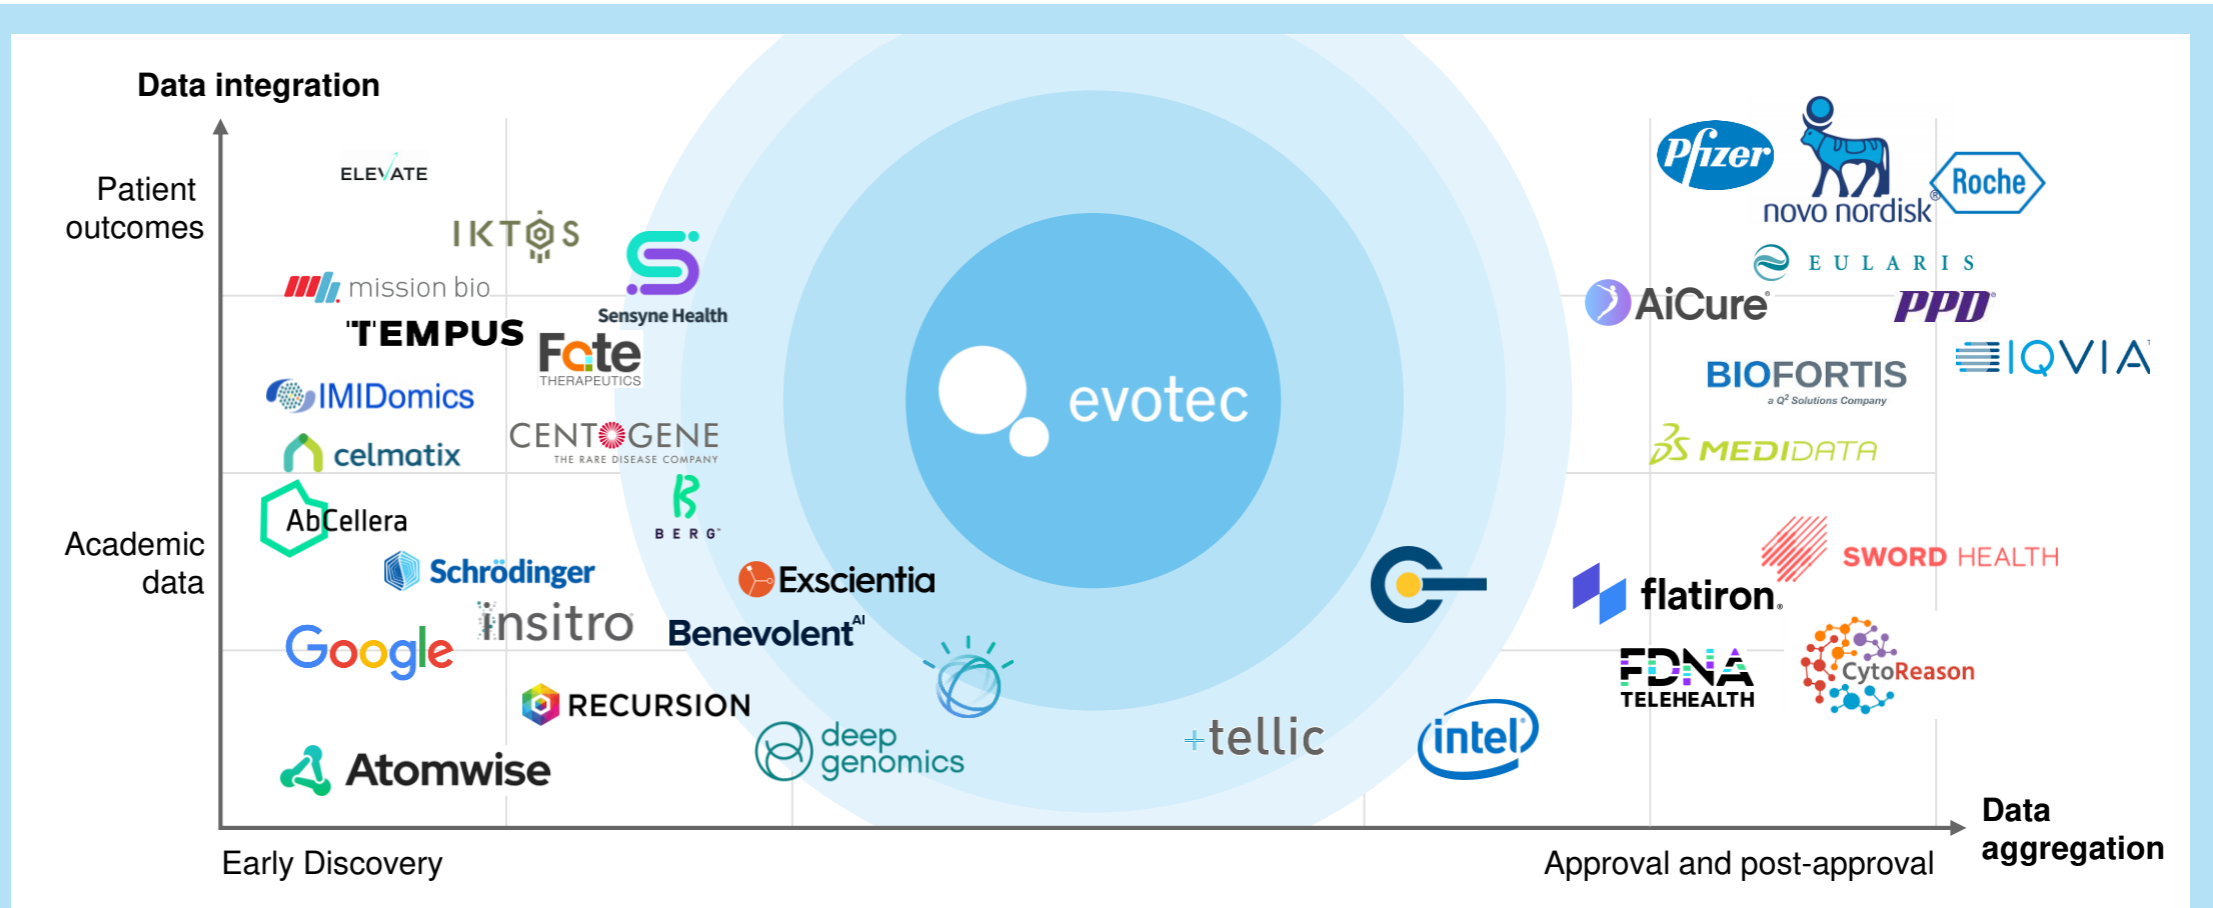 Data integration
Patient
outcomes
Academic
data
ELEVATE
IKTOS
mission bio
Sensyne Health
TEMPUS
Fate
THERAPEUTICS
IMIDomics
CENTOGENE
THE RARE DISEASE COMPANY
celmatix
BERG™
AbCellera
Schrödinger
Exscientia
insitro
BenevolentAI
Google
RECURSION
deep
genomics
Atomwise
evotec
Pfizer
novo nordisk®
Roche
EULARIS
AiCure®
PPD®
IQVIA
BIOFORTIS
a Q² Solutions Company
3DS MEDIDATA
SWORD HEALTH
flatiron®
FDNA
TELEHEALTH
CytoReason
+tellic
intel®
Early Discovery
Approval and post-approval
Data
aggregation